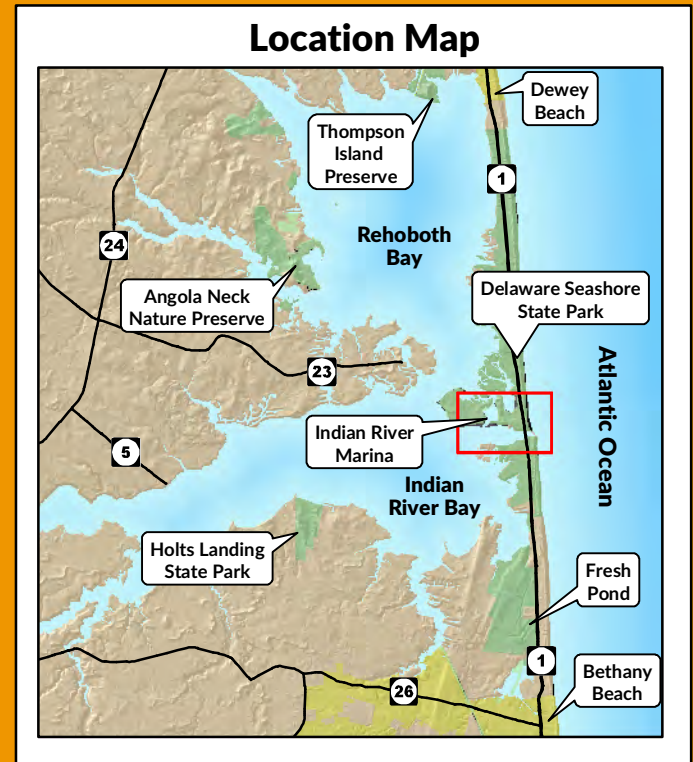 Location Map
Dewey
Beach
Thompson
Island
Preserve
1
Rehoboth
Bay
24
Angola Neck
Nature Preserve
Delaware Seashore
State Park
23
Atlantic Ocean
Indian River
Marina
5
Indian
River Bay
Holts Landing
State Park
Fresh
Pond
1
Bethany
Beach
26